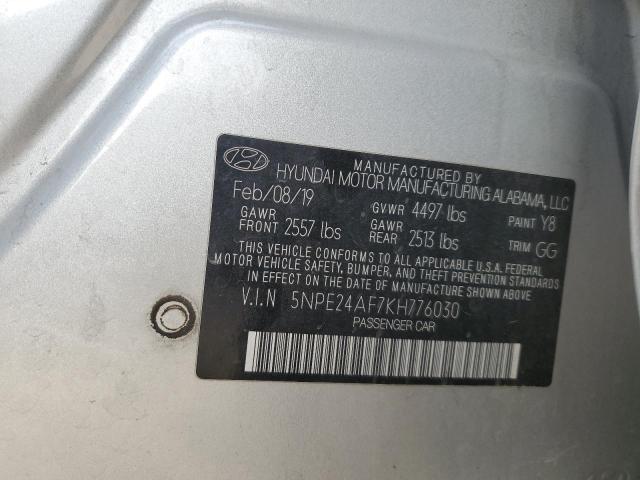 MANUFACTURED BY
HYUNDAI MOTOR MANUFACTURING ALABAMA, LLC
Feb/08/19 GVWR 4497 lbs PAINT Y8
GAWR FRONT 2557 lbs GAWR REAR 2513 lbs TRIM GG
THIS VEHICLE CONFORMS TO ALL APPLICABLE U.S.A. FEDERAL
MOTOR VEHICLE SAFETY, BUMPER, AND THEFT PREVENTION STANDARDS
IN EFFECT ON THE DATE OF MANUFACTURE SHOWN ABOVE.
V.I.N 5NPE24AF7KH776030
PASSENGER CAR